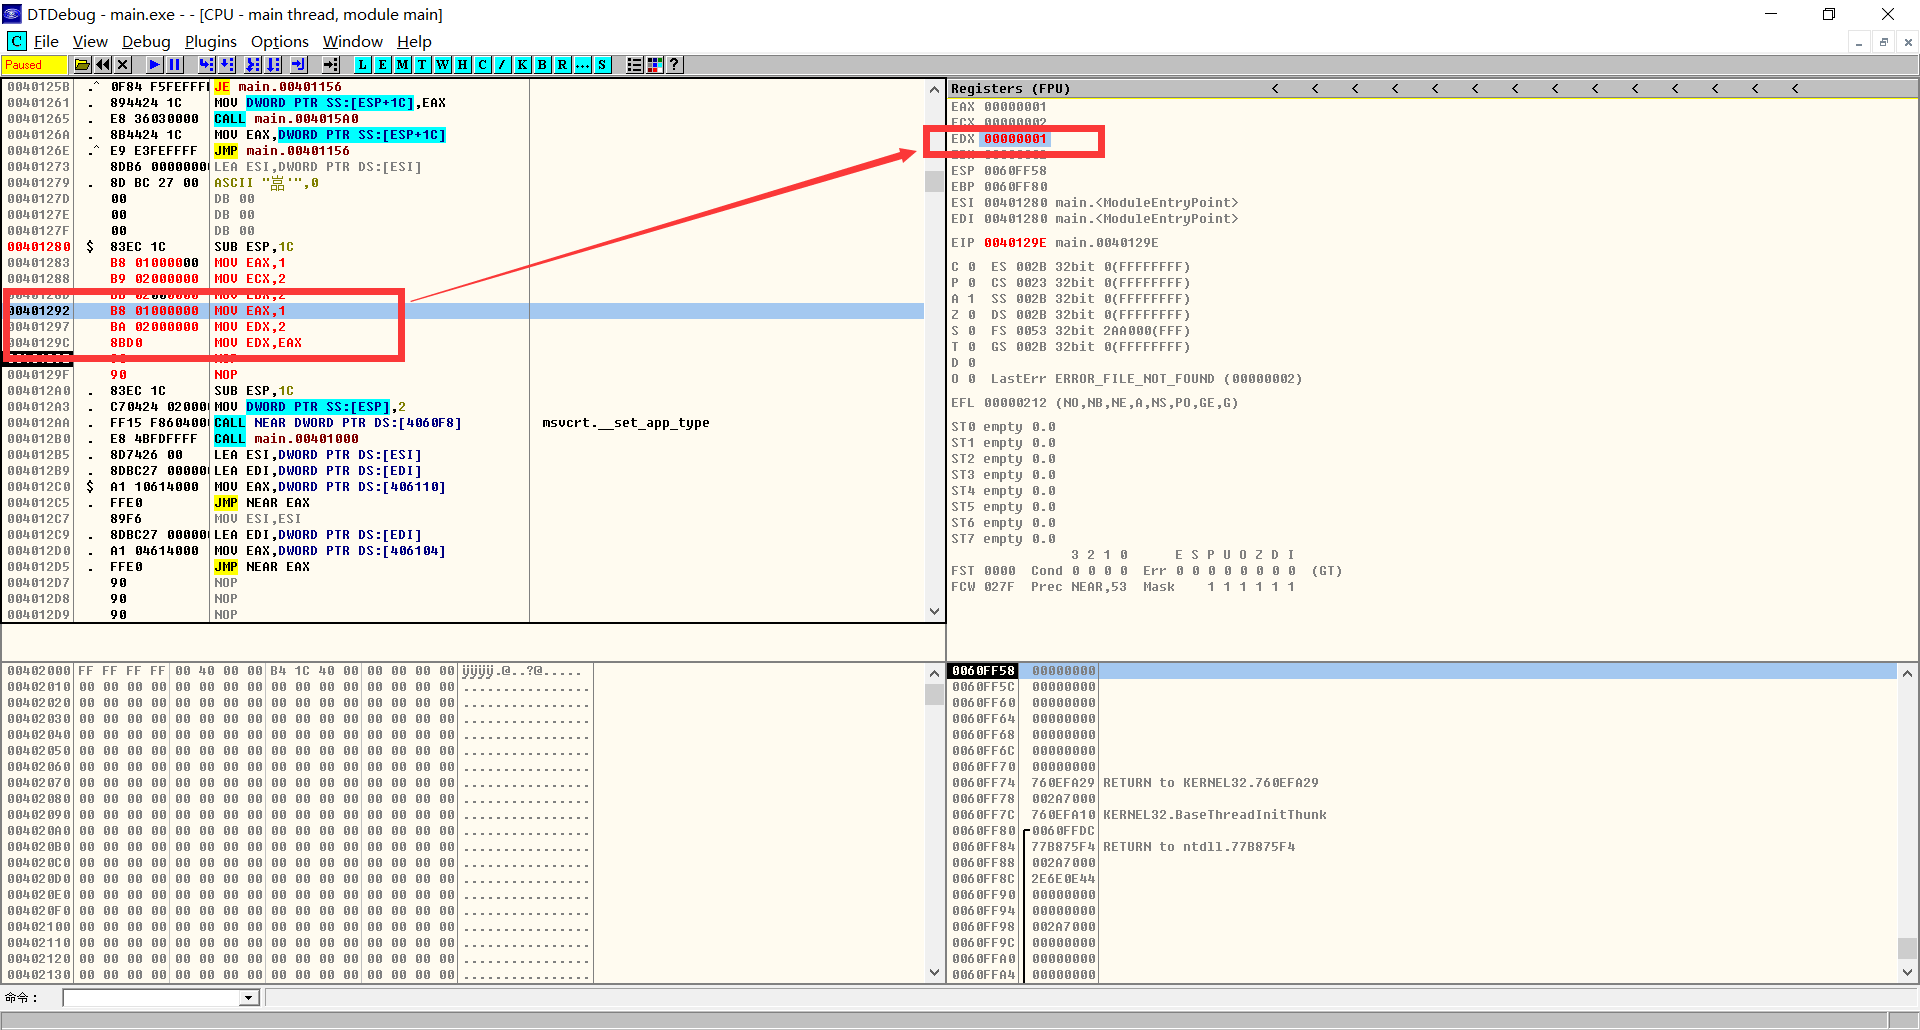 DTDebug - main.exe - - [CPU - main thread, module main]
C File View Debug Plugins Options Window Help
Paused L E M T W H C / K B R ... S ?
0040125B .^ 0F84 F5FEFFFF JE main.00401156
00401261 . 894424 1C MOV DWORD PTR SS:[ESP+1C],EAX
00401265 . E8 36030000 CALL main.004015A0
0040126A . 8B4424 1C MOV EAX,DWORD PTR SS:[ESP+1C]
0040126E .^ E9 E3FEFFFF JMP main.00401156
00401273 8DB6 00000000 LEA ESI,DWORD PTR DS:[ESI]
00401279 . 8D BC 27 00 ASCII "'",0
0040127D 00 DB 00
0040127E 00 DB 00
0040127F 00 DB 00
00401280 $ 83EC 1C SUB ESP,1C
00401283 B8 01000000 MOV EAX,1
00401288 B9 02000000 MOV ECX,2
0040128D BB 02000000 MOV EBX,2
00401292 B8 01000000 MOV EAX,1
00401297 BA 02000000 MOV EDX,2
0040129C 8BD0 MOV EDX,EAX
90 NOP
0040129F 90 NOP
004012A0 . 83EC 1C SUB ESP,1C
004012A3 . C70424 020000 MOV DWORD PTR SS:[ESP],2
004012AA . FF15 F8604000 CALL NEAR DWORD PTR DS:[4060F8] msvcrt.__set_app_type
004012B0 . E8 4BFDFFFF CALL main.00401000
004012B5 . 8D7426 00 LEA ESI,DWORD PTR DS:[ESI]
004012B9 . 8DBC27 000000 LEA EDI,DWORD PTR DS:[EDI]
004012C0 $ A1 10614000 MOV EAX,DWORD PTR DS:[406110]
004012C5 . FFE0 JMP NEAR EAX
004012C7 89F6 MOV ESI,ESI
004012C9 . 8DBC27 000000 LEA EDI,DWORD PTR DS:[EDI]
004012D0 . A1 04614000 MOV EAX,DWORD PTR DS:[406104]
004012D5 . FFE0 JMP NEAR EAX
004012D7 90 NOP
004012D8 90 NOP
004012D9 90 NOP
Registers (FPU) < < < < < < < < < < < < < <
EAX 00000001
ECX 00000002
EDX 00000001
EBX 00000002
ESP 0060FF58
EBP 0060FF80
ESI 00401280 main.<ModuleEntryPoint>
EDI 00401280 main.<ModuleEntryPoint>
EIP 0040129E main.0040129E
C 0 ES 002B 32bit 0(FFFFFFFF)
P 0 CS 0023 32bit 0(FFFFFFFF)
A 1 SS 002B 32bit 0(FFFFFFFF)
Z 0 DS 002B 32bit 0(FFFFFFFF)
S 0 FS 0053 32bit 2AA000(FFF)
T 0 GS 002B 32bit 0(FFFFFFFF)
D 0
O 0 LastErr ERROR_FILE_NOT_FOUND (00000002)
EFL 00000212 (NO,NB,NE,A,NS,PO,GE,G)
ST0 empty 0.0
ST1 empty 0.0
ST2 empty 0.0
ST3 empty 0.0
ST4 empty 0.0
ST5 empty 0.0
ST6 empty 0.0
ST7 empty 0.0
3 2 1 0 E S P U O Z D I
FST 0000 Cond 0 0 0 0 Err 0 0 0 0 0 0 0 0 (GT)
FCW 027F Prec NEAR,53 Mask 1 1 1 1 1 1
00402000 FF FF FF FF 00 40 00 00 B4 1C 40 00 00 00 00 00 ÿÿÿÿ.@..?@.....
00402010 00 00 00 00 00 00 00 00 00 00 00 00 00 00 00 00 ................
00402020 00 00 00 00 00 00 00 00 00 00 00 00 00 00 00 00 ................
00402030 00 00 00 00 00 00 00 00 00 00 00 00 00 00 00 00 ................
00402040 00 00 00 00 00 00 00 00 00 00 00 00 00 00 00 00 ................
00402050 00 00 00 00 00 00 00 00 00 00 00 00 00 00 00 00 ................
00402060 00 00 00 00 00 00 00 00 00 00 00 00 00 00 00 00 ................
00402070 00 00 00 00 00 00 00 00 00 00 00 00 00 00 00 00 ................
00402080 00 00 00 00 00 00 00 00 00 00 00 00 00 00 00 00 ................
00402090 00 00 00 00 00 00 00 00 00 00 00 00 00 00 00 00 ................
004020A0 00 00 00 00 00 00 00 00 00 00 00 00 00 00 00 00 ................
004020B0 00 00 00 00 00 00 00 00 00 00 00 00 00 00 00 00 ................
004020C0 00 00 00 00 00 00 00 00 00 00 00 00 00 00 00 00 ................
004020D0 00 00 00 00 00 00 00 00 00 00 00 00 00 00 00 00 ................
004020E0 00 00 00 00 00 00 00 00 00 00 00 00 00 00 00 00 ................
004020F0 00 00 00 00 00 00 00 00 00 00 00 00 00 00 00 00 ................
00402100 00 00 00 00 00 00 00 00 00 00 00 00 00 00 00 00 ................
00402110 00 00 00 00 00 00 00 00 00 00 00 00 00 00 00 00 ................
00402120 00 00 00 00 00 00 00 00 00 00 00 00 00 00 00 00 ................
00402130 00 00 00 00 00 00 00 00 00 00 00 00 00 00 00 00 ................
0060FF58 00000000
0060FF5C 00000000
0060FF60 00000000
0060FF64 00000000
0060FF68 00000000
0060FF6C 00000000
0060FF70 00000000
0060FF74 760EFA29 RETURN to KERNEL32.760EFA29
0060FF78 002A7000
0060FF7C 760EFA10 KERNEL32.BaseThreadInitThunk
0060FF80 0060FFDC
0060FF84 77B875F4 RETURN to ntdll.77B875F4
0060FF88 002A7000
0060FF8C 2E6E0E44
0060FF90 00000000
0060FF94 00000000
0060FF98 002A7000
0060FF9C 00000000
0060FFA0 00000000
0060FFA4 00000000
命令：